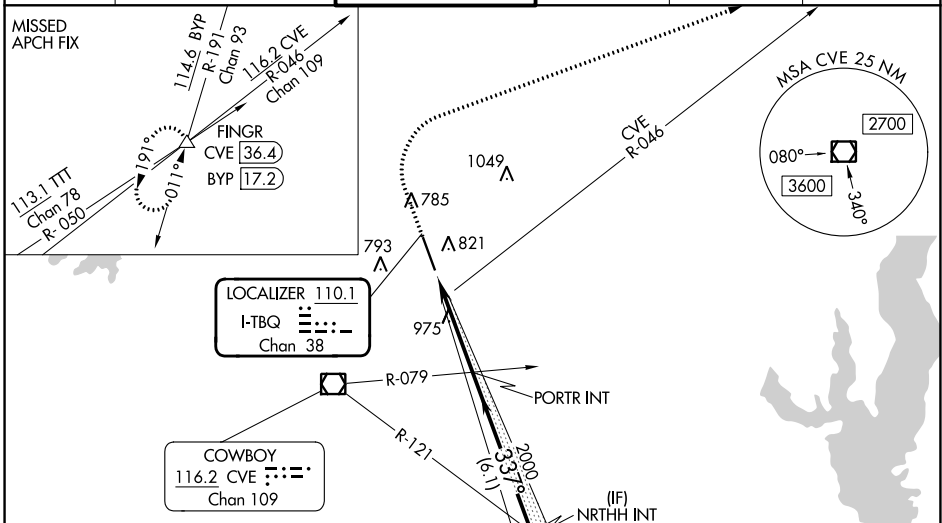 MISSED
APCH FIX
114.6 BYP
R-191
Chan 93
116.2 CVE
R-046
Chan 109
FINGR
CVE 36.4
BYP 17.2
191°
011°
113.1 TTT
Chan 78
R- 050
MSA CVE 25 NM
2700
080°
3600
340°
CVE
R-046
1049
785
821
793
LOCALIZER 110.1
I-TBQ
Chan 38
975
R-079
PORTR INT
R-121
COWBOY
116.2 CVE
Chan 109
2000
337°
(6.1)
(IF)
NRTHH INT